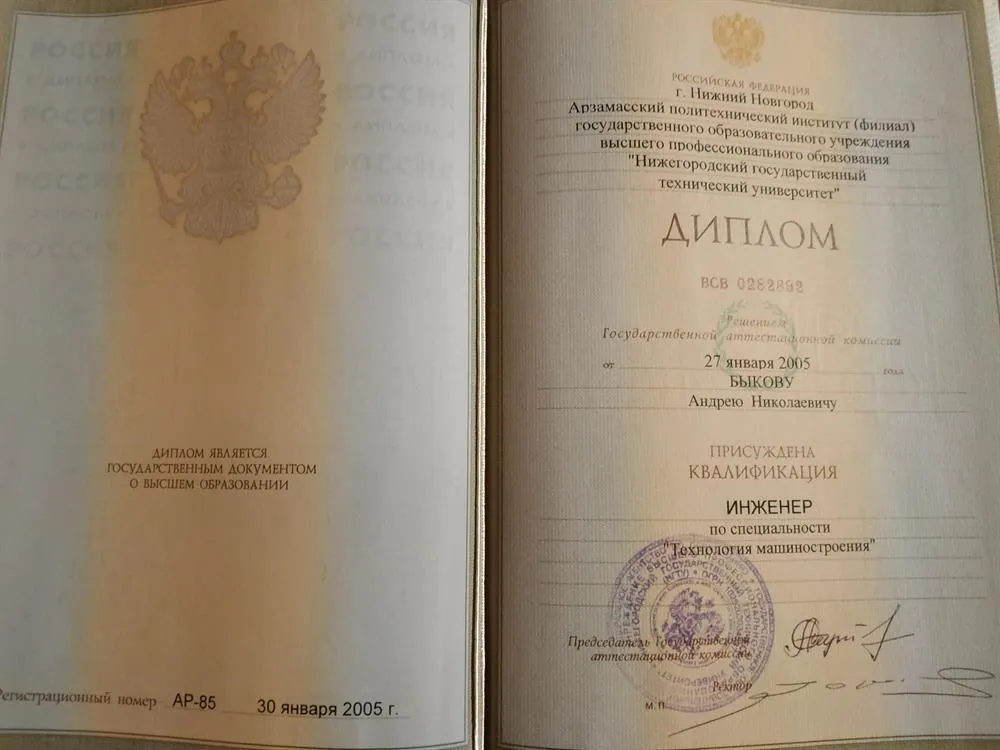 РОССИЯ
РОССИЯ
РОССИЯ
ДИПЛОМ ЯВЛЯЕТСЯ
ГОСУДАРСТВЕННЫМ ДОКУМЕНТОМ
О ВЫСШЕМ ОБРАЗОВАНИИ
Регистрационный номер АР-85 30 января 2005 г.
РОССИЙСКАЯ ФЕДЕРАЦИЯ
г. Нижний Новгород
Арзамасский политехнический институт (филиал)
государственного образовательного учреждения
высшего профессионального образования
"Нижегородский государственный
технический университет"
ДИПЛОМ
ВСВ 0282892
Решением
Государственной аттестационной комиссии
от 27 января 2005 года
БЫКОВУ
Андрею Николаевичу
ПРИСУЖДЕНА
КВАЛИФИКАЦИЯ
ИНЖЕНЕР
по специальности
"Технология машиностроения"
Председатель Государственной
аттестационной комиссии
Ректор
М.П.